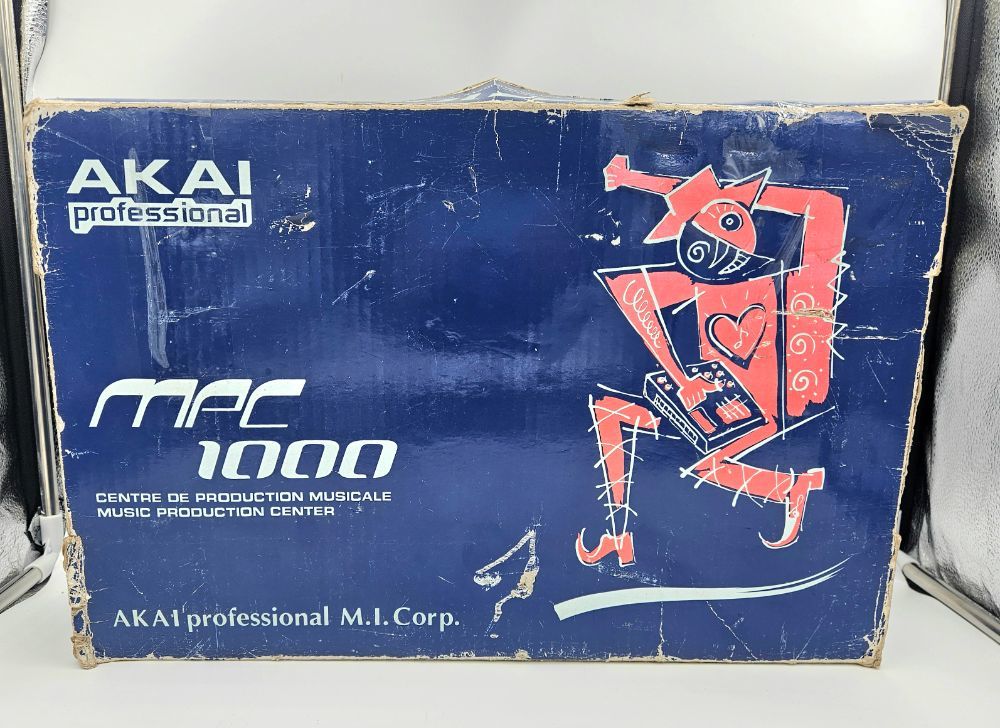 AKAI
professional
MPC
1000
CENTRE DE PRODUCTION MUSICALE
MUSIC PRODUCTION CENTER
AKAI professional M.I. Corp.